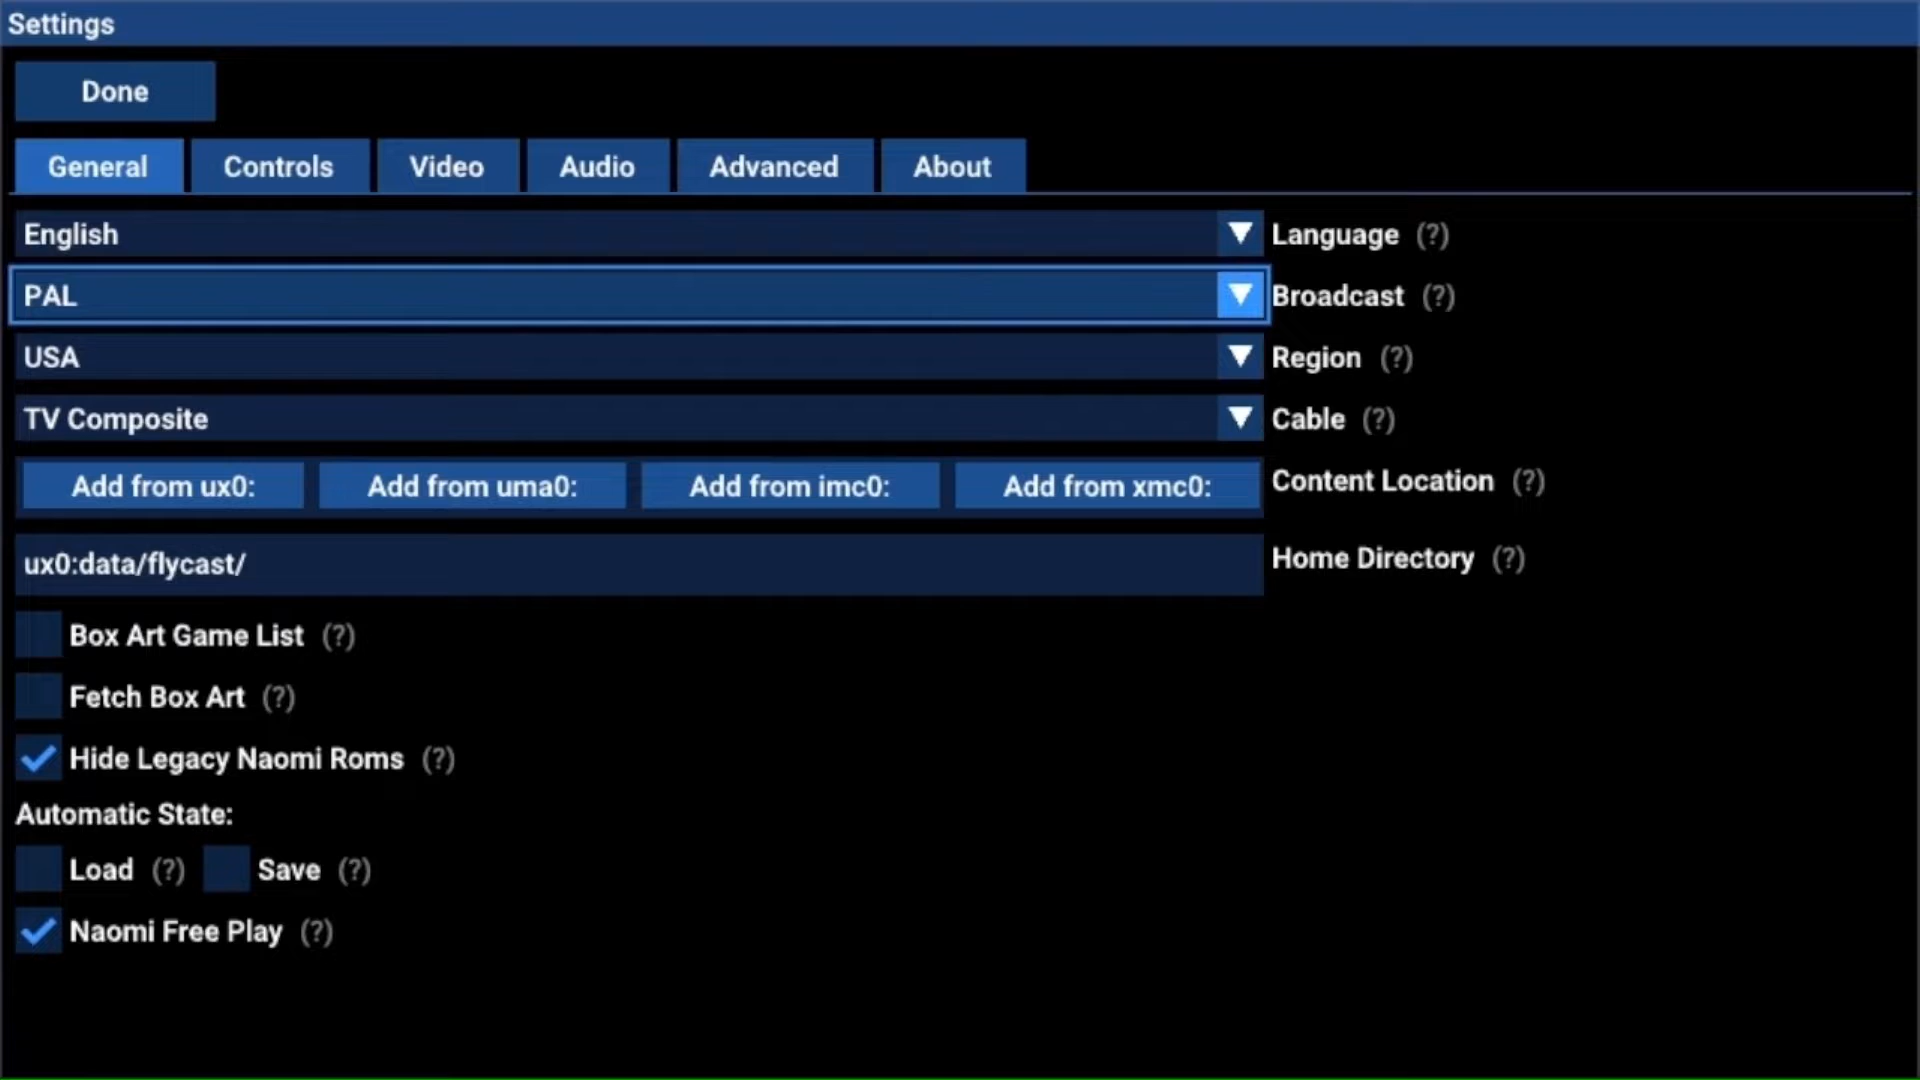 Settings
Done
General Controls Video Audio Advanced About
English Language (?)
PAL Broadcast (?)
USA Region (?)
TV Composite Cable (?)
Add from ux0: Add from uma0: Add from imc0: Add from xmc0: Content Location (?)
ux0:data/flycast/ Home Directory (?)
Box Art Game List (?)
Fetch Box Art (?)
Hide Legacy Naomi Roms (?)
Automatic State:
Load (?) Save (?)
Naomi Free Play (?)